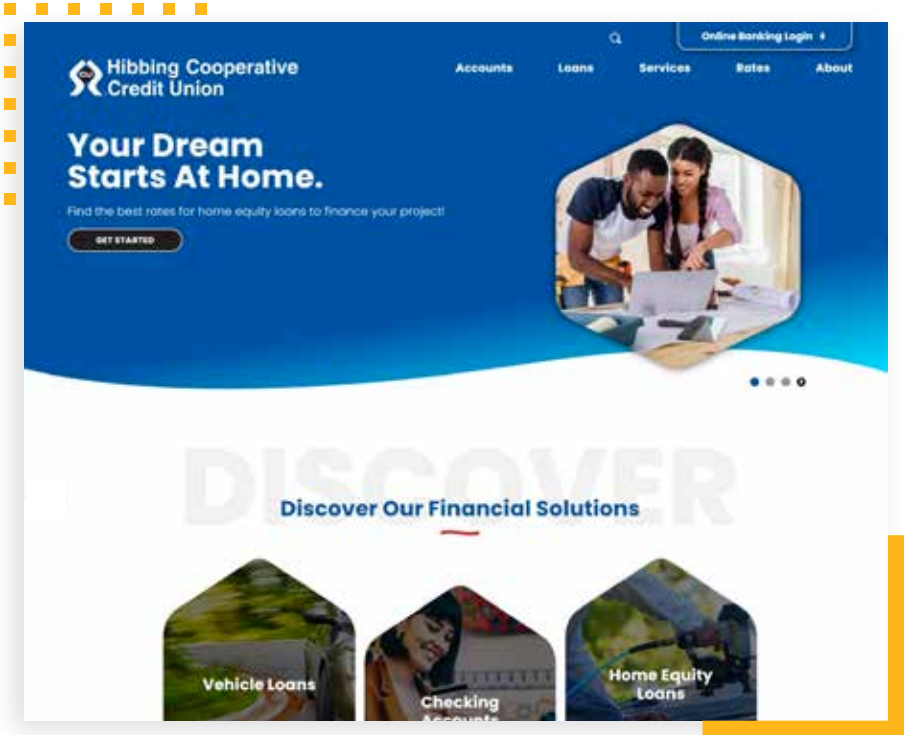 Online Banking Login
CU
Hibbing Cooperative
Credit Union
Accounts Loans Services Rates About
Your Dream
Starts At Home.
Find the best rates for home equity loans to finance your project!
GET STARTED
DISCOVER
Discover Our Financial Solutions
Vehicle Loans
Checking
Accounts
Home Equity
Loans